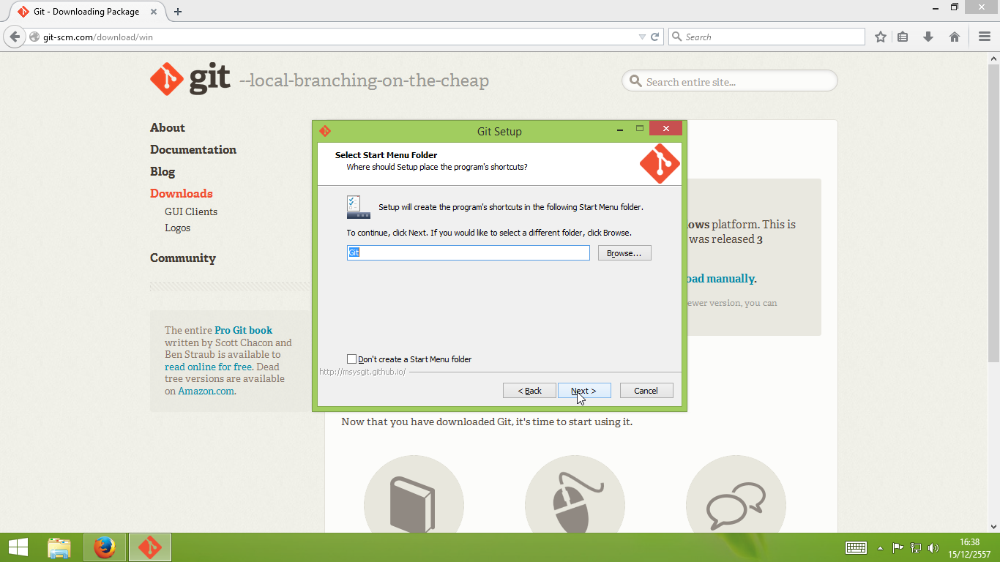 Git - Downloading Package
git-scm.com/download/win
Search
git --local-branching-on-the-cheap
Search entire site...
About
Documentation
Blog
Downloads
GUI Clients
Logos
Community
The entire Pro Git book
written by Scott Chacon and
Ben Straub is available to
read online for free. Dead
tree versions are available
on Amazon.com.
Git Setup
Select Start Menu Folder
Where should Setup place the program's shortcuts?
Setup will create the program's shortcuts in the following Start Menu folder.
To continue, click Next. If you would like to select a different folder, click Browse.
Git
Browse...
Don't create a Start Menu folder
http://msysgit.github.io/
< Back
Next >
Cancel
platform. This is
was released 3
manually.
newer version, you can
Now that you have downloaded Git, it's time to start using it.
16:38
15/12/2557